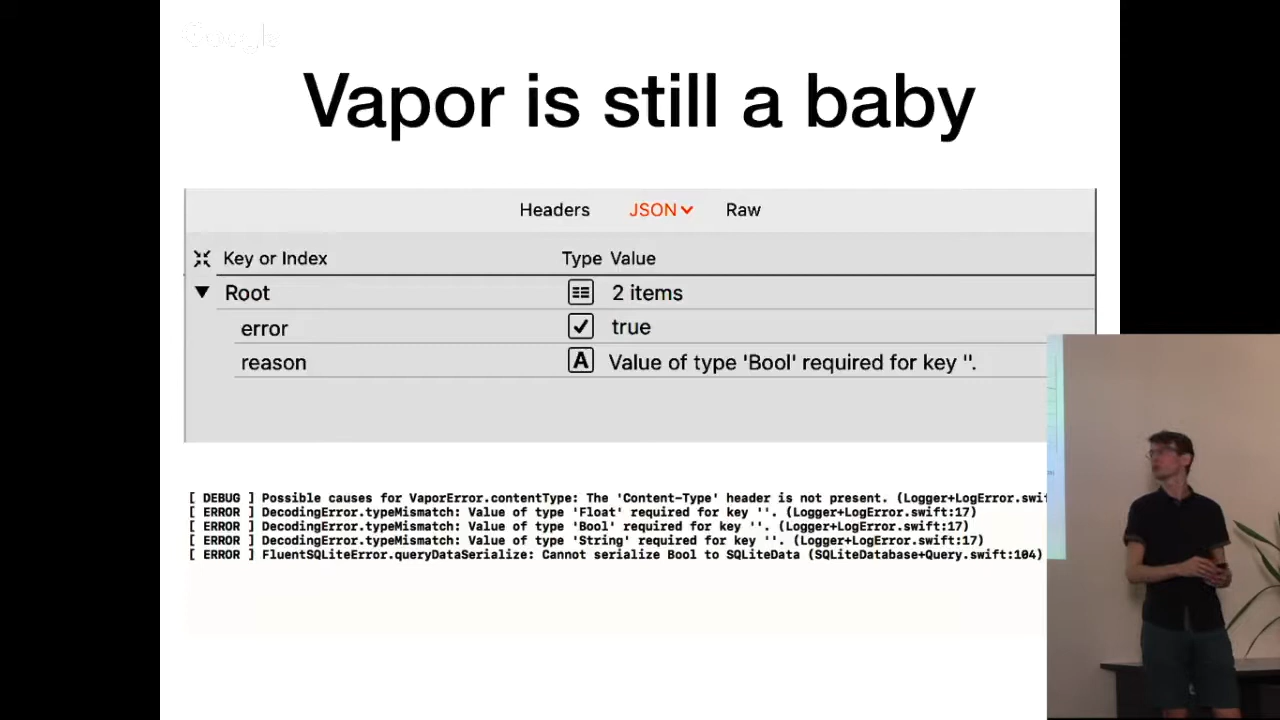 Google
Vapor is still a baby
Headers JSON Raw
Key or Index Type Value
Root 2 items
error true
reason A Value of type 'Bool' required for key ''.
[ DEBUG ] Possible causes for VaporError.contentType: The 'Content-Type' header is not present. (Logger+LogError.swif
[ ERROR ] DecodingError.typeMismatch: Value of type 'Float' required for key ''. (Logger+LogError.swift:17)
[ ERROR ] DecodingError.typeMismatch: Value of type 'Bool' required for key ''. (Logger+LogError.swift:17)
[ ERROR ] DecodingError.typeMismatch: Value of type 'String' required for key ''. (Logger+LogError.swift:17)
[ ERROR ] FluentSQLiteError.queryDataSerialize: Cannot serialize Bool to SQLiteData (SQLiteDatabase+Query.swift:104)